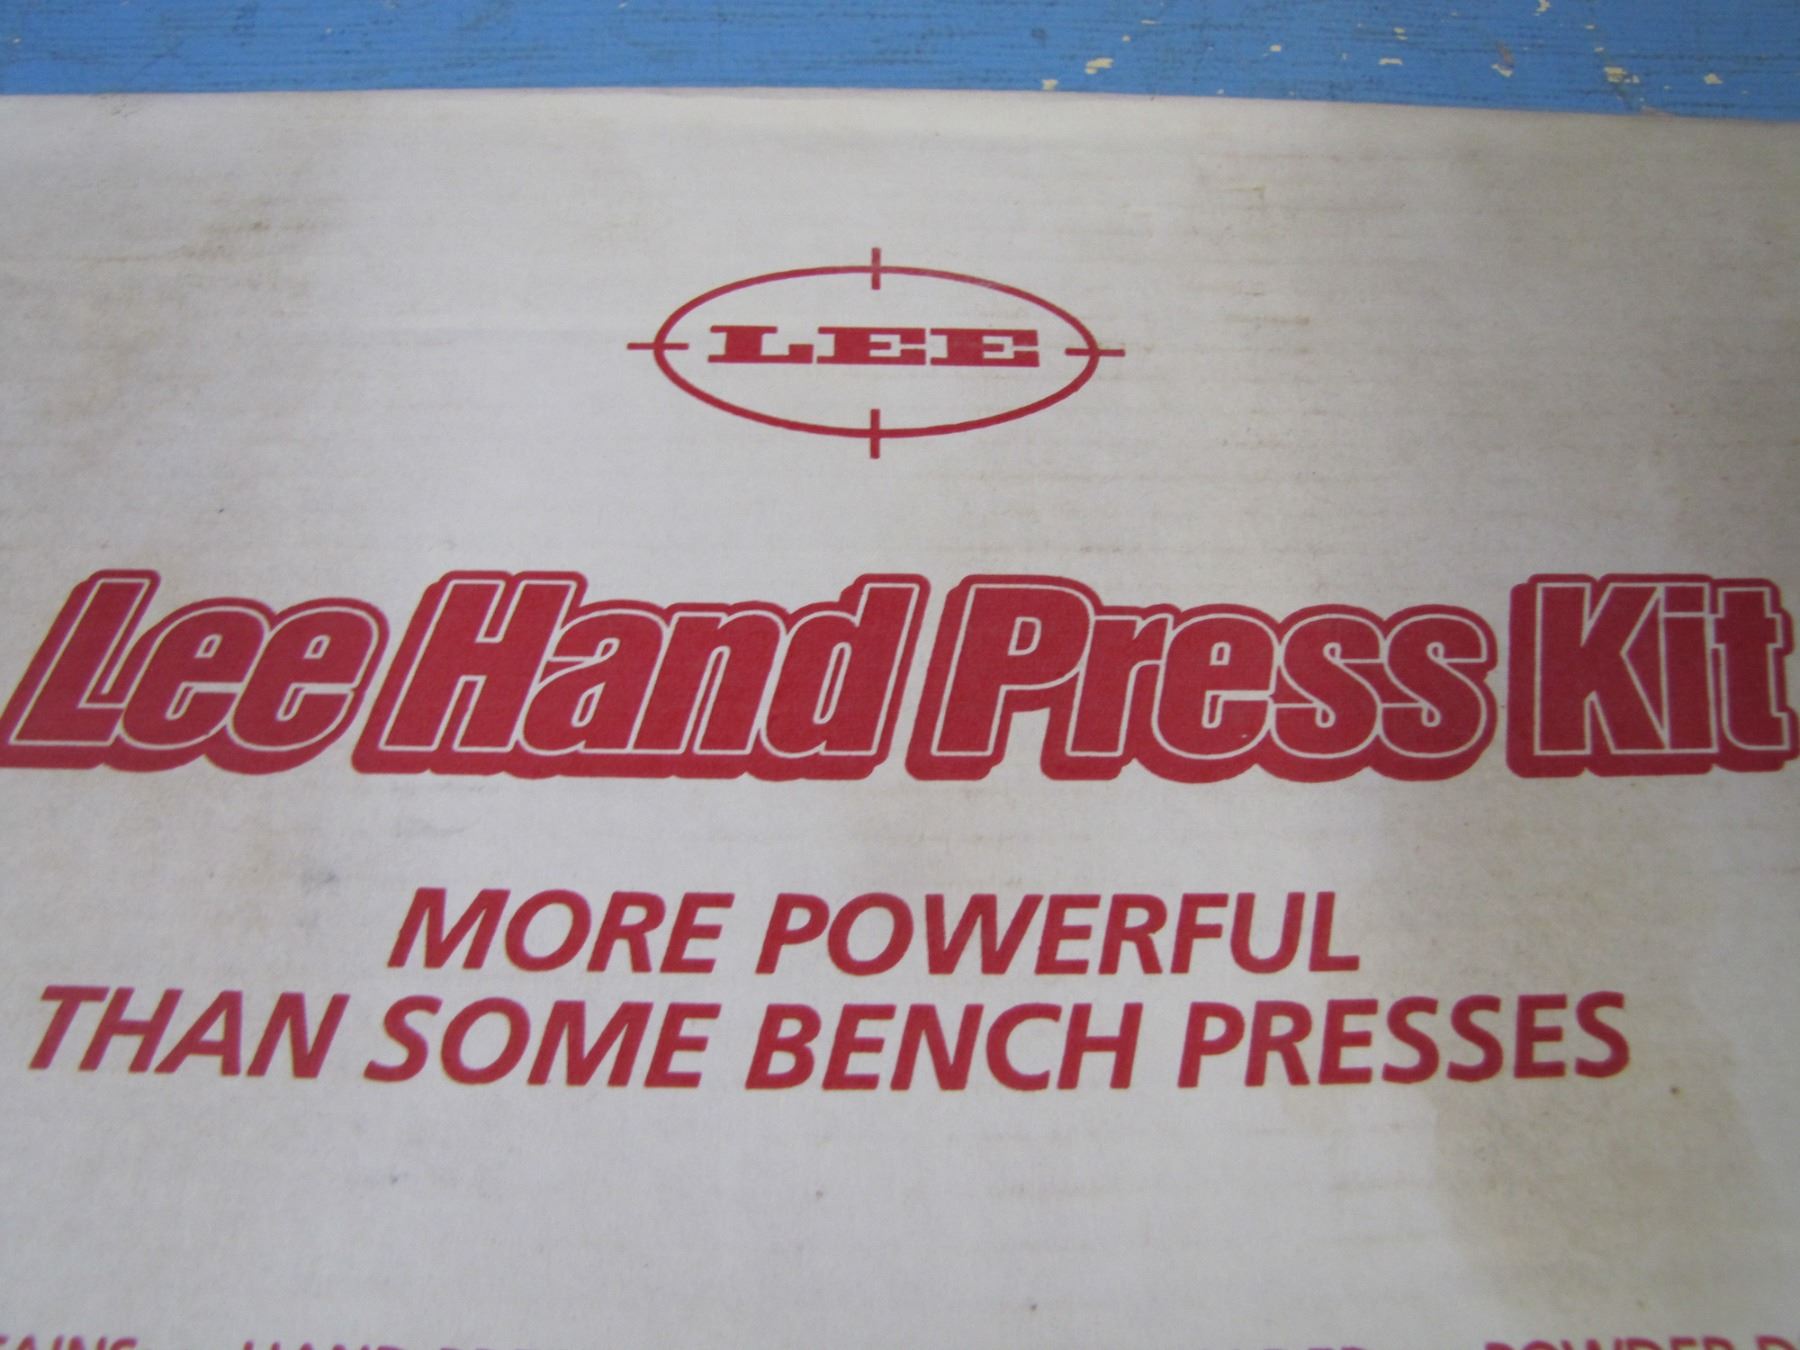 LEE
Lee Hand Press Kit
MORE POWERFUL
THAN SOME BENCH PRESSES